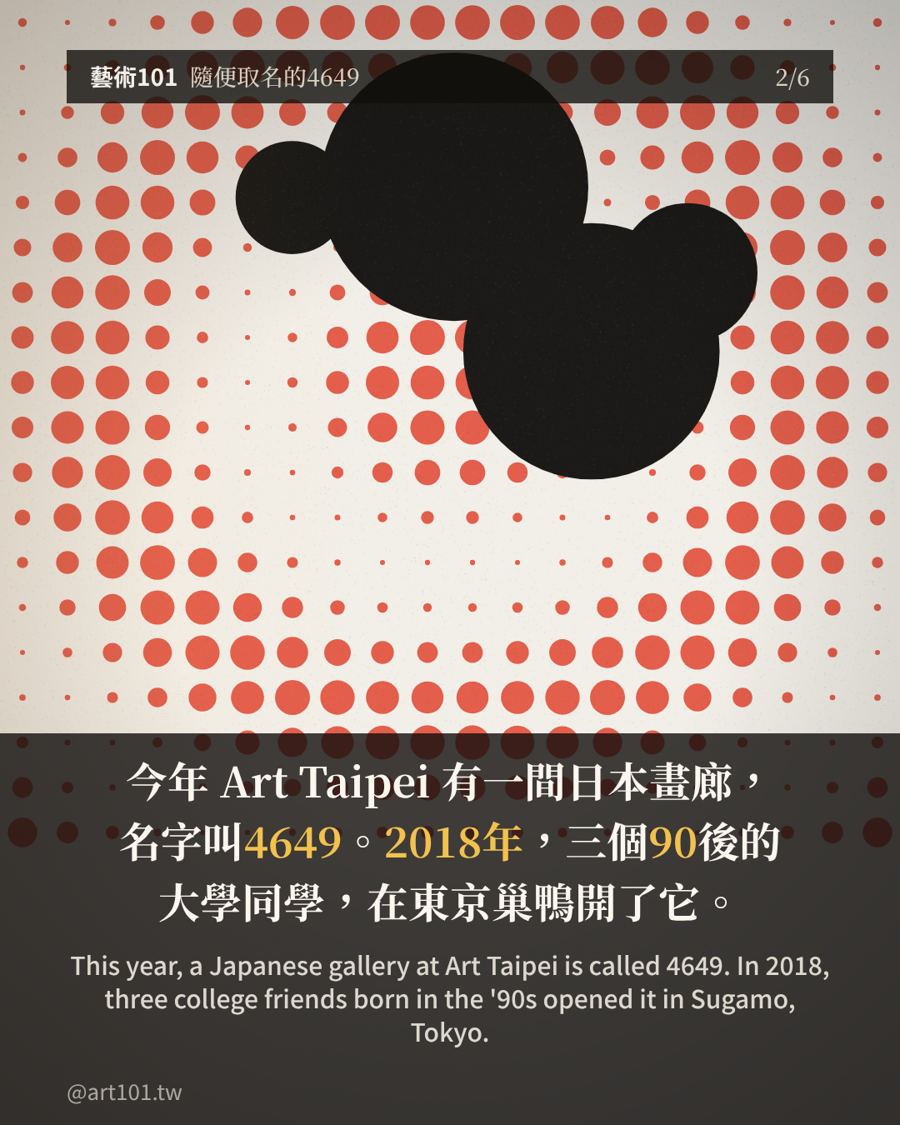 藝術101 隨便取名的4649
2/6
今年 Art Taipei 有一間日本畫廊，
名字叫4649。2018年，三個90後的
大學同學，在東京巢鴨開了它。
This year, a Japanese gallery at Art Taipei is called 4649. In 2018,
three college friends born in the '90s opened it in Sugamo,
Tokyo.
@art101.tw